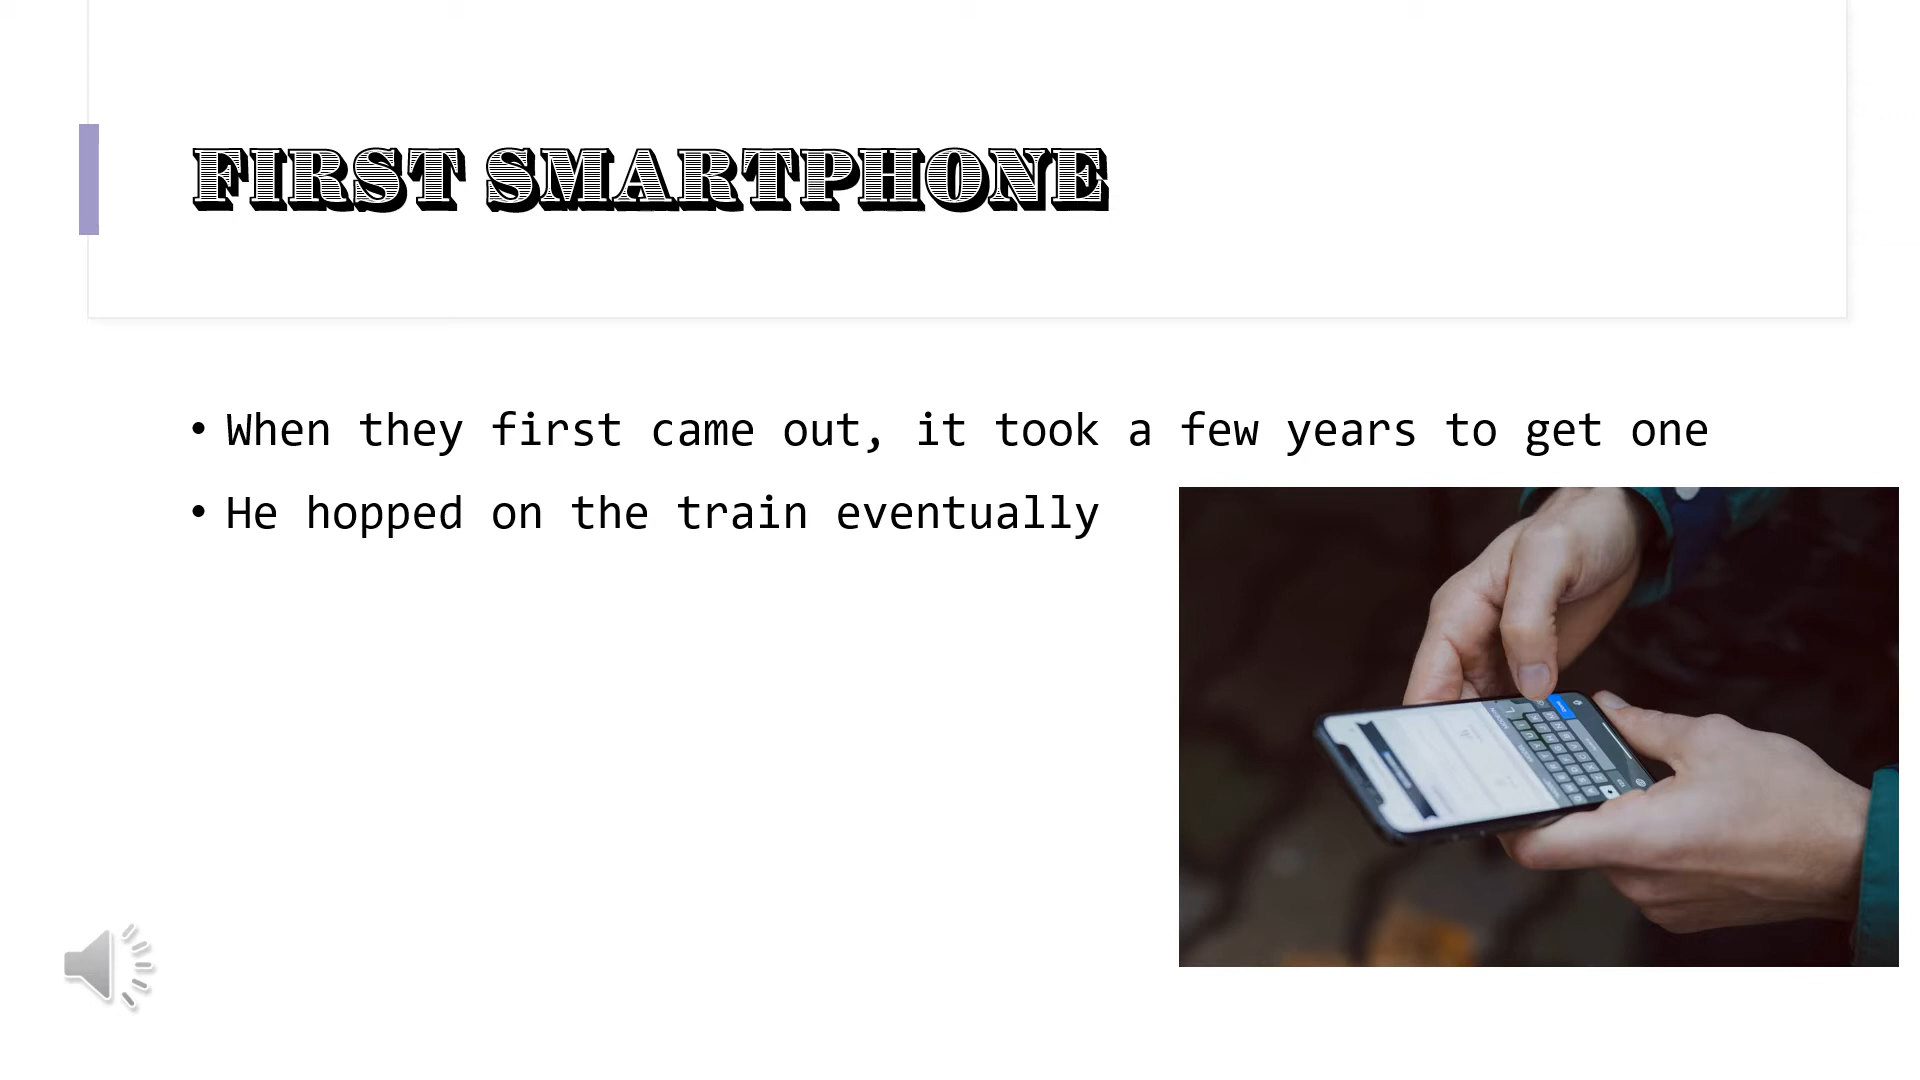 FIRST SMARTPHONE
• When they first came out, it took a few years to get one
• He hopped on the train eventually